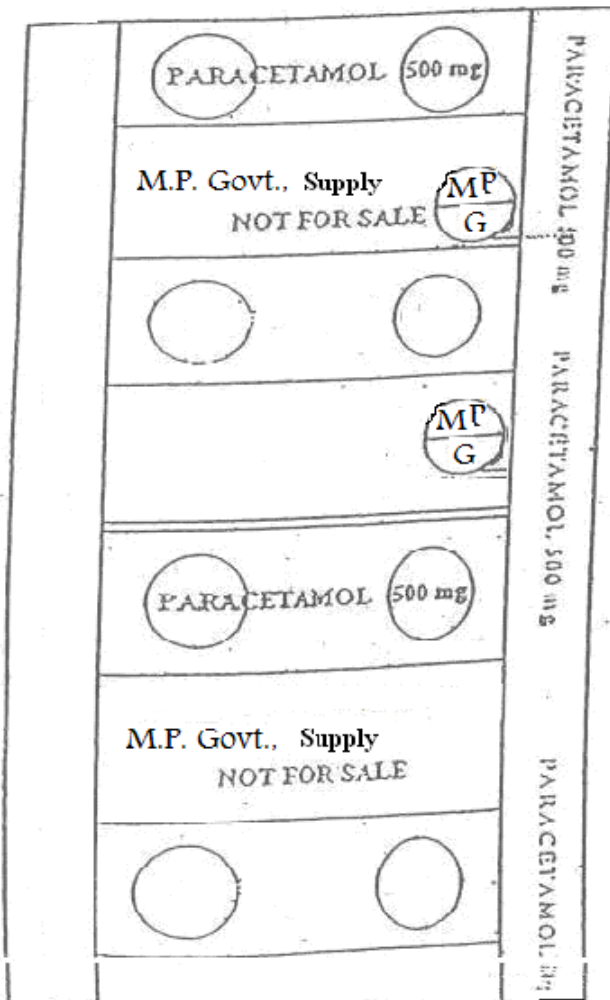 PARACETAMOL 500 mg
M.P. Govt., Supply
NOT FOR SALE
MP
G
MP
G
PARACETAMOL 500 mg
M.P. Govt., Supply
NOT FOR SALE
PARACETAMOL 500 mg
PARACETAMOL, 500 mg
PARACETAMOL